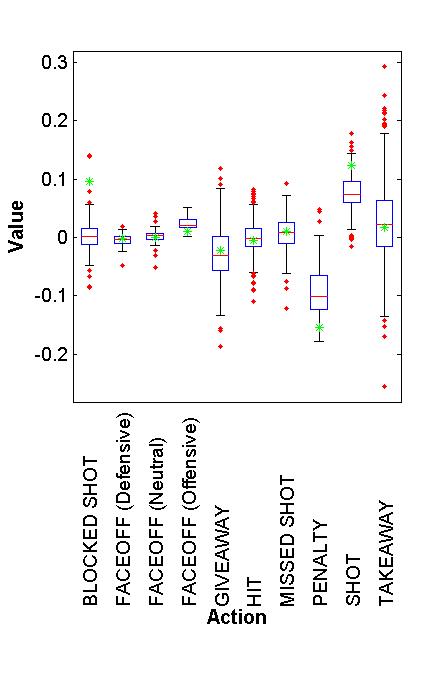 0.3
0.2
0.1
0
-0.1
-0.2
Value
BLOCKED SHOT
FACEOFF (Defensive)
FACEOFF (Neutral)
FACEOFF (Offensive)
GIVEAWAY
HIT
MISSED SHOT
PENALTY
SHOT
TAKEAWAY
Action